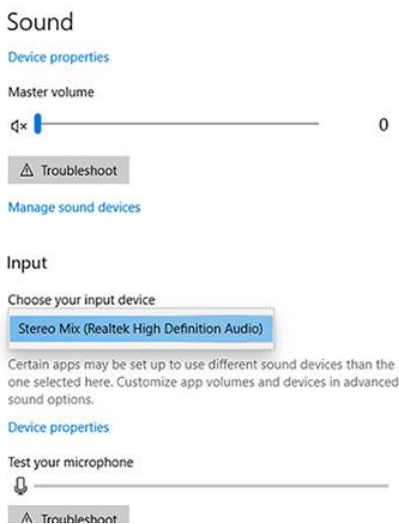 Sound
Device properties
Master volume
0
Troubleshoot
Manage sound devices
Input
Choose your input device
Stereo Mix (Realtek High Definition Audio)
Certain apps may be set up to use different sound devices than the
one selected here. Customize app volumes and devices in advanced
sound options.
Device properties
Test your microphone
Troubleshoot